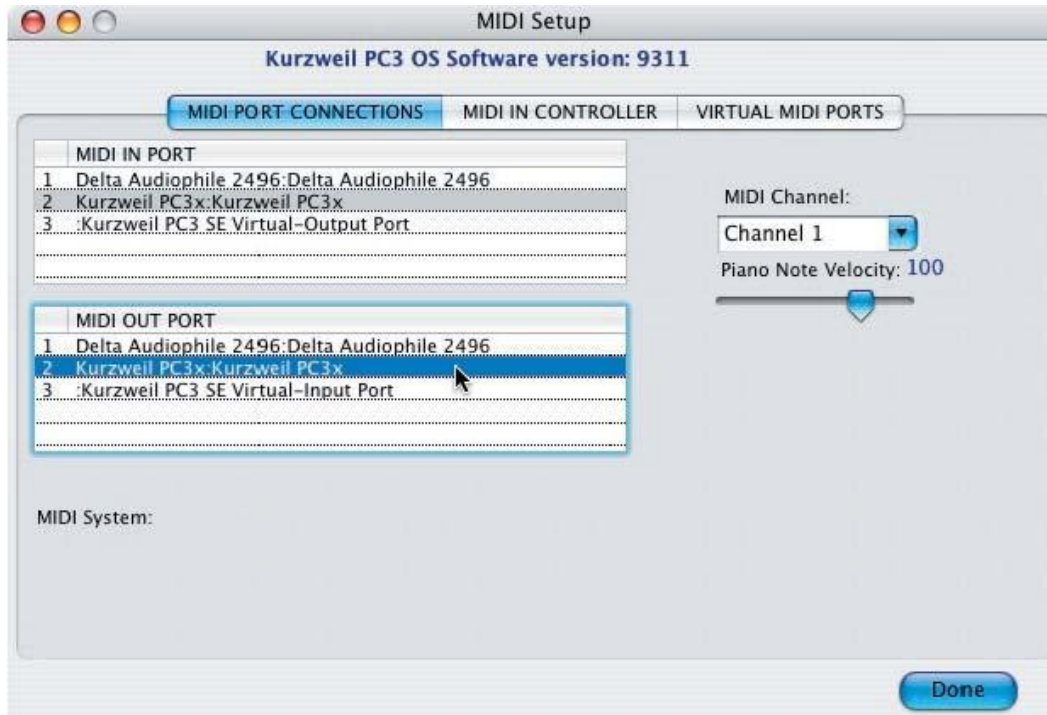 MIDI Setup
Kurzweil PC3 OS Software version: 9311
MIDI PORT CONNECTIONS
MIDI IN CONTROLLER
VIRTUAL MIDI PORTS
MIDI IN PORT
1 Delta Audiophile 2496:Delta Audiophile 2496
2 Kurzweil PC3x:Kurzweil PC3x
3 :Kurzweil PC3 SE Virtual-Output Port
MIDI Channel:
Channel 1
Piano Note Velocity: 100
MIDI OUT PORT
1 Delta Audiophile 2496:Delta Audiophile 2496
2 Kurzweil PC3x:Kurzweil PC3x
3 :Kurzweil PC3 SE Virtual-Input Port
MIDI System:
Done